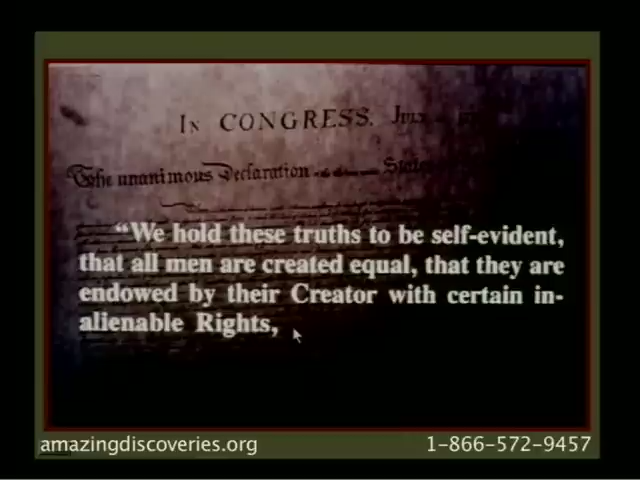 IN CONGRESS. JULY
The unanimous Declaration
“We hold these truths to be self-evident,
that all men are created equal, that they are
endowed by their Creator with certain in-
alienable Rights,
amazingdiscoveries.org 1-866-572-9457